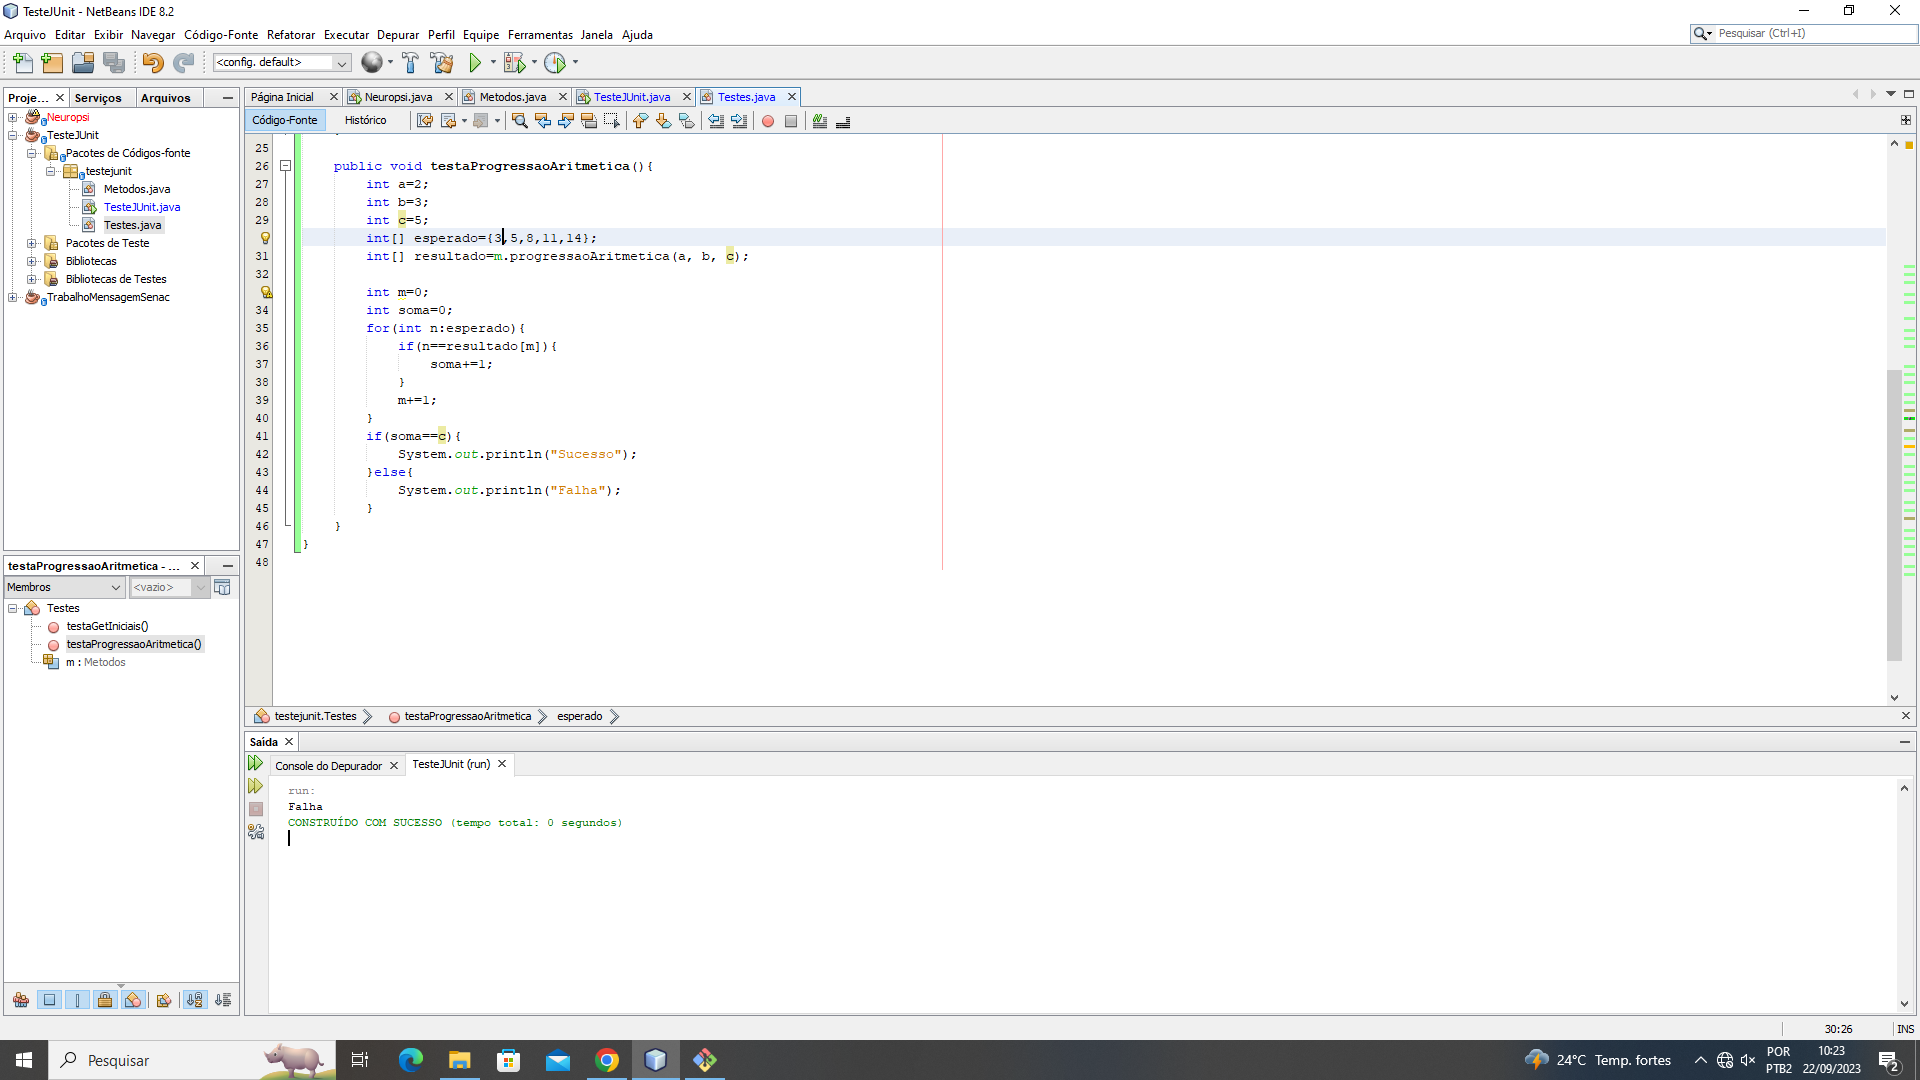 TesteJUnit - NetBeans IDE 8.2
Arquivo Editar Exibir Navegar Código-Fonte Refatorar Executar Depurar Perfil Equipe Ferramentas Janela Ajuda
Pesquisar (Ctrl+I)
<config. default>
Proje... Serviços Arquivos
Página Inicial Neuropsi.java Metodos.java TesteJUnit.java Testes.java
Código-Fonte Histórico
Neuropsi
TesteJUnit
Pacotes de Códigos-fonte
testejunit
Metodos.java
TesteJUnit.java
Testes.java
Pacotes de Teste
Bibliotecas
Bibliotecas de Testes
TrabalhoMensagemSenac
25
26 public void testaProgressaoAritmetica(){
27 int a=2;
28 int b=3;
29 int c=5;
int[] esperado={3,5,8,11,14};
31 int[] resultado=m.progressaoAritmetica(a, b, c);
32
int m=0;
34 int soma=0;
35 for(int n:esperado){
36 if(n==resultado[m]){
37 soma+=1;
38 }
39 m+=1;
40 }
41 if(soma==c){
42 System.out.println("Sucesso");
43 }else{
44 System.out.println("Falha");
45 }
46 }
47 }
48
testaProgressaoAritmetica - ...
Membros <vazio>
Testes
testaGetIniciais()
testaProgressaoAritmetica()
m : Metodos
testejunit.Testes testaProgressaoAritmetica esperado
Saída
Console do Depurador TesteJUnit (run)
run:
Falha
CONSTRUÍDO COM SUCESSO (tempo total: 0 segundos)
30:26 INS
Pesquisar
24°C Temp. fortes
POR
PTB2
10:23
22/09/2023
2